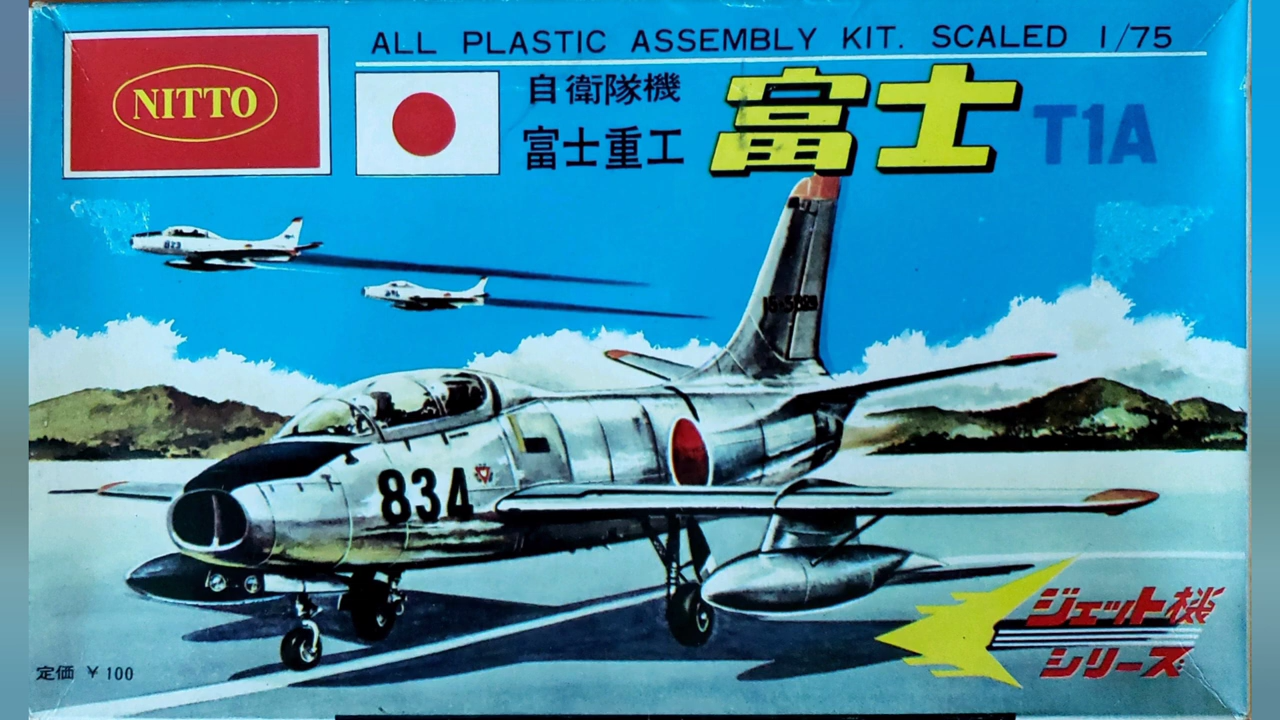 ALL PLASTIC ASSEMBLY KIT. SCALED 1/75
NITTO
自衛隊機
富士重工
富士 T1A
823
834
ジェット機
シリーズ
定価 ¥100